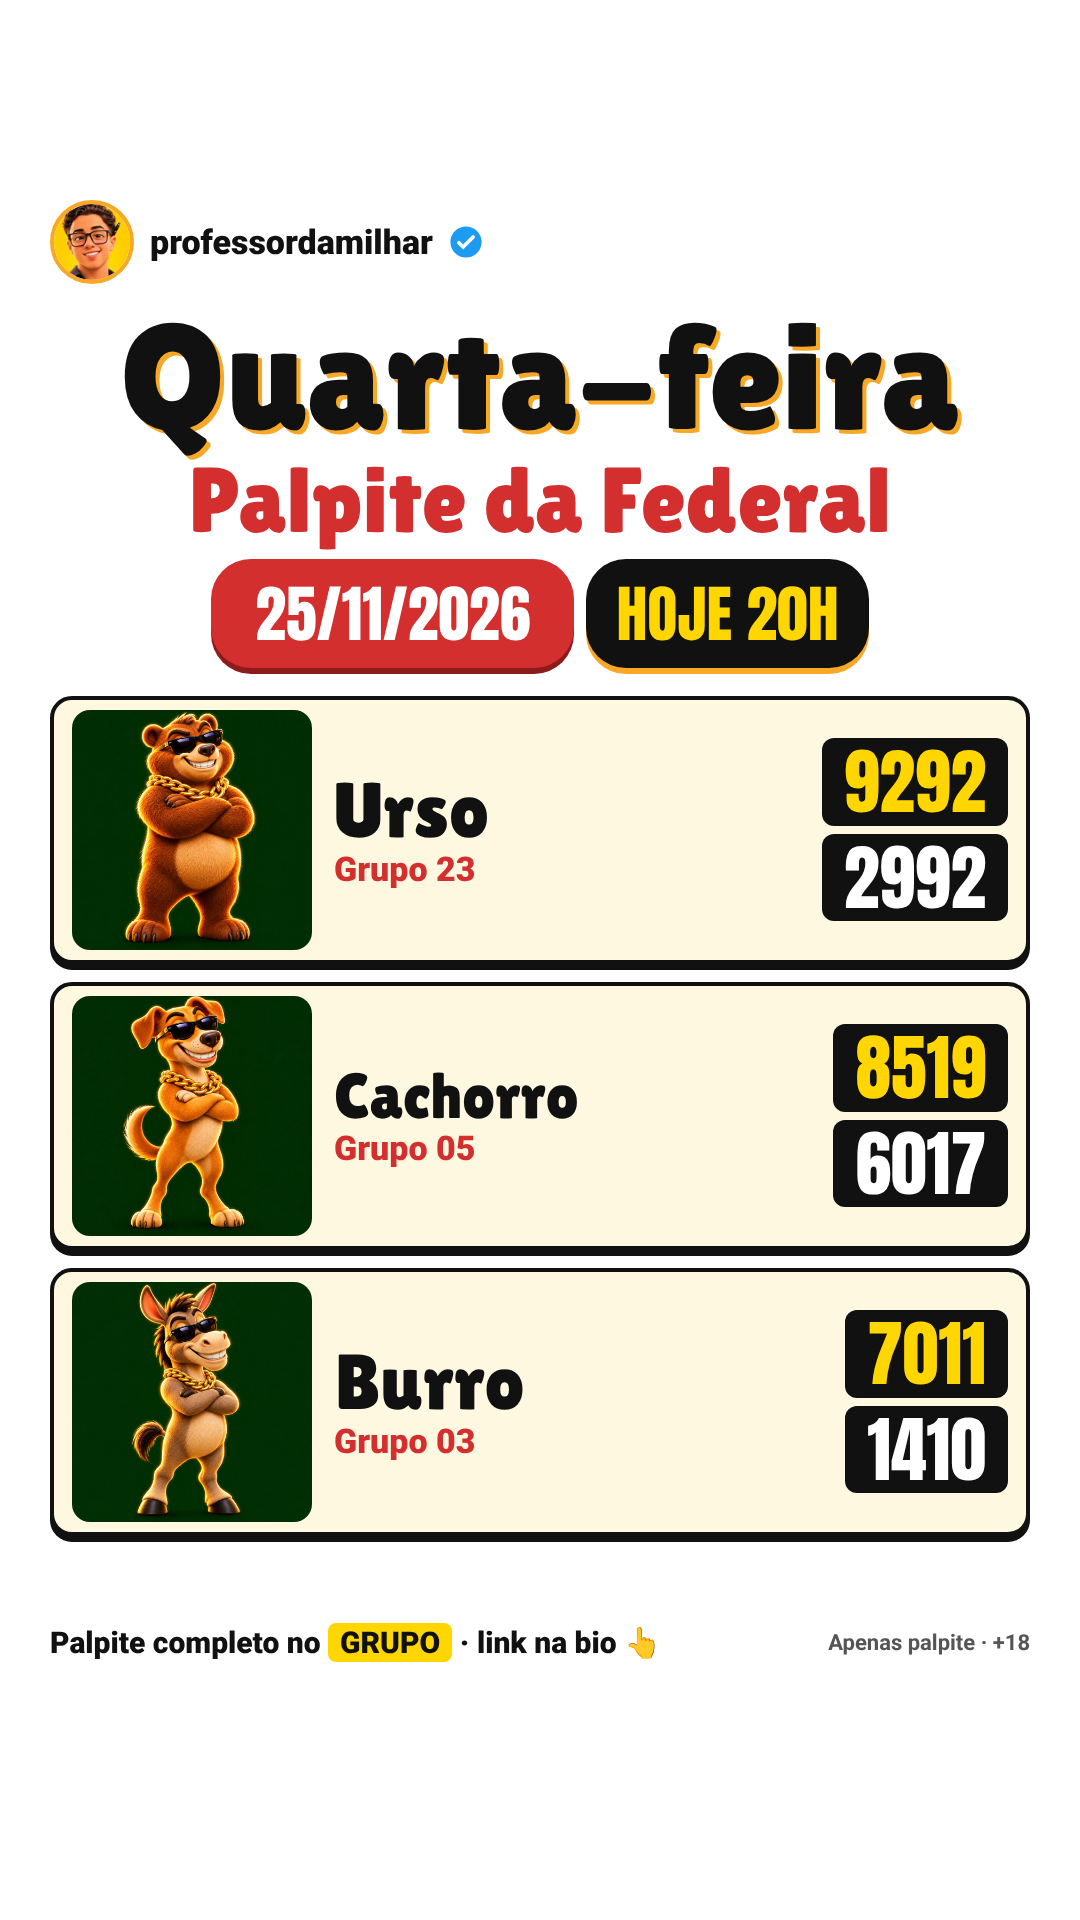 professordamilhar
Quarta-feira
Palpite da Federal
25/11/2026 HOJE 20H
Urso
Grupo 23
9292
2992
Cachorro
Grupo 05
8519
6017
Burro
Grupo 03
7011
1410
Palpite completo no GRUPO · link na bio 👆
Apenas palpite · +18